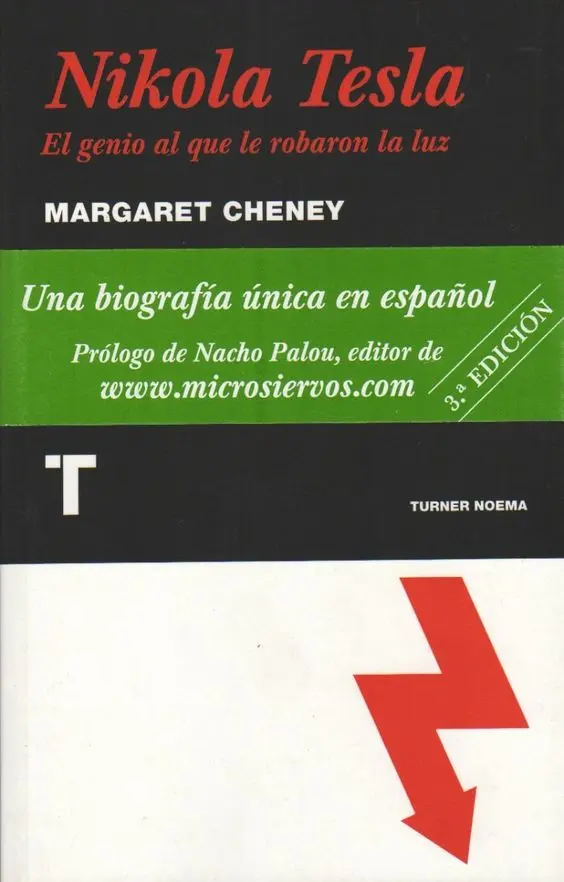 Nikola Tesla
El genio al que le robaron la luz
MARGARET CHENEY
Una biografía única en español
Prólogo de Nacho Palou, editor de
www.microsiervos.com
3.ª EDICIÓN
T
TURNER NOEMA